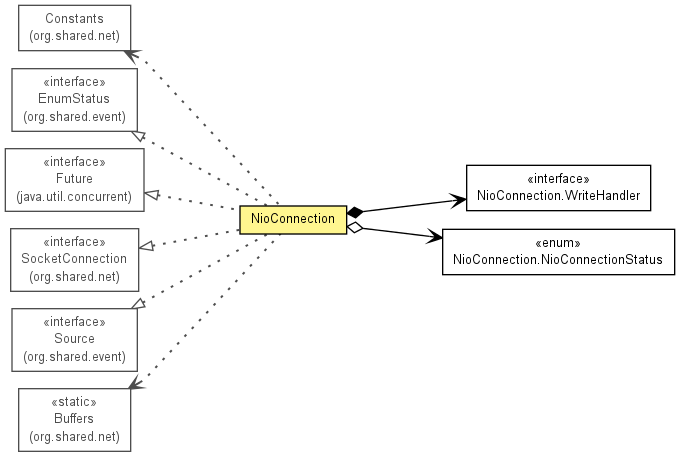 Constants
(org.shared.net)
«interface»
EnumStatus
(org.shared.event)
«interface»
Future
(java.util.concurrent)
«interface»
SocketConnection
(org.shared.net)
«interface»
Source
(org.shared.event)
«static»
Buffers
(org.shared.net)
NioConnection
«interface»
NioConnection.WriteHandler
«enum»
NioConnection.NioConnectionStatus